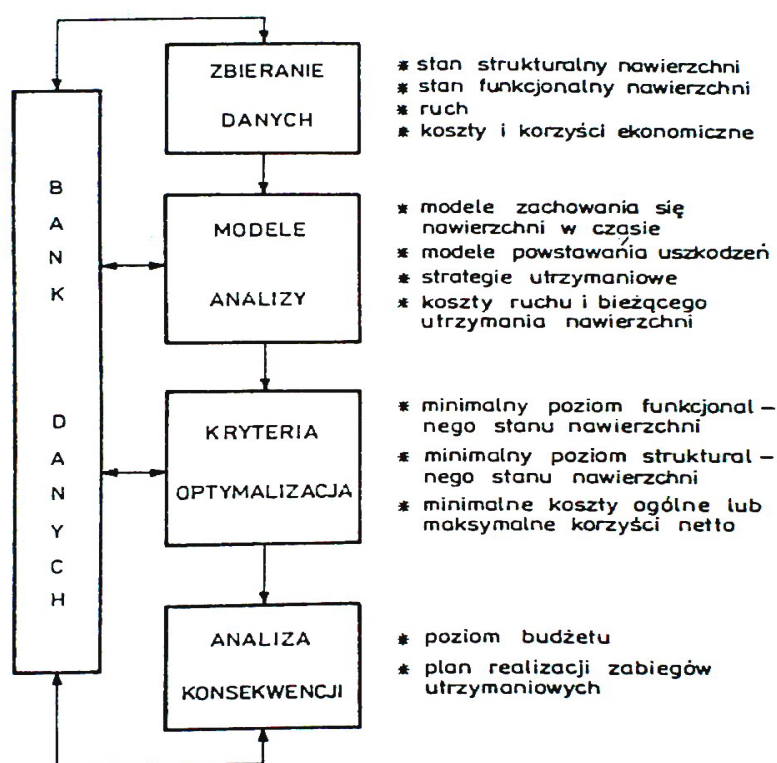 BANK DANYCH
ZBIERANIE
DANYCH
* stan strukturalny nawierzchni
* stan funkcjonalny nawierzchni
* ruch
* koszty i korzyści ekonomiczne
MODELE
ANALIZY
* modele zachowania się
nawierzchni w czasie
* modele powstawania uszkodzeń
* strategie utrzymaniowe
* koszty ruchu i bieżącego
utrzymania nawierzchni
KRYTERIA
OPTYMALIZACJA
* minimalny poziom funkcjonal –
nego stanu nawierzchni
* minimalny poziom struktural –
nego stanu nawierzchni
* minimalne koszty ogólne lub
maksymalne korzyści netto
ANALIZA
KONSEKWENCJI
* poziom budżetu
* plan realizacji zabiegów
utrzymaniowych